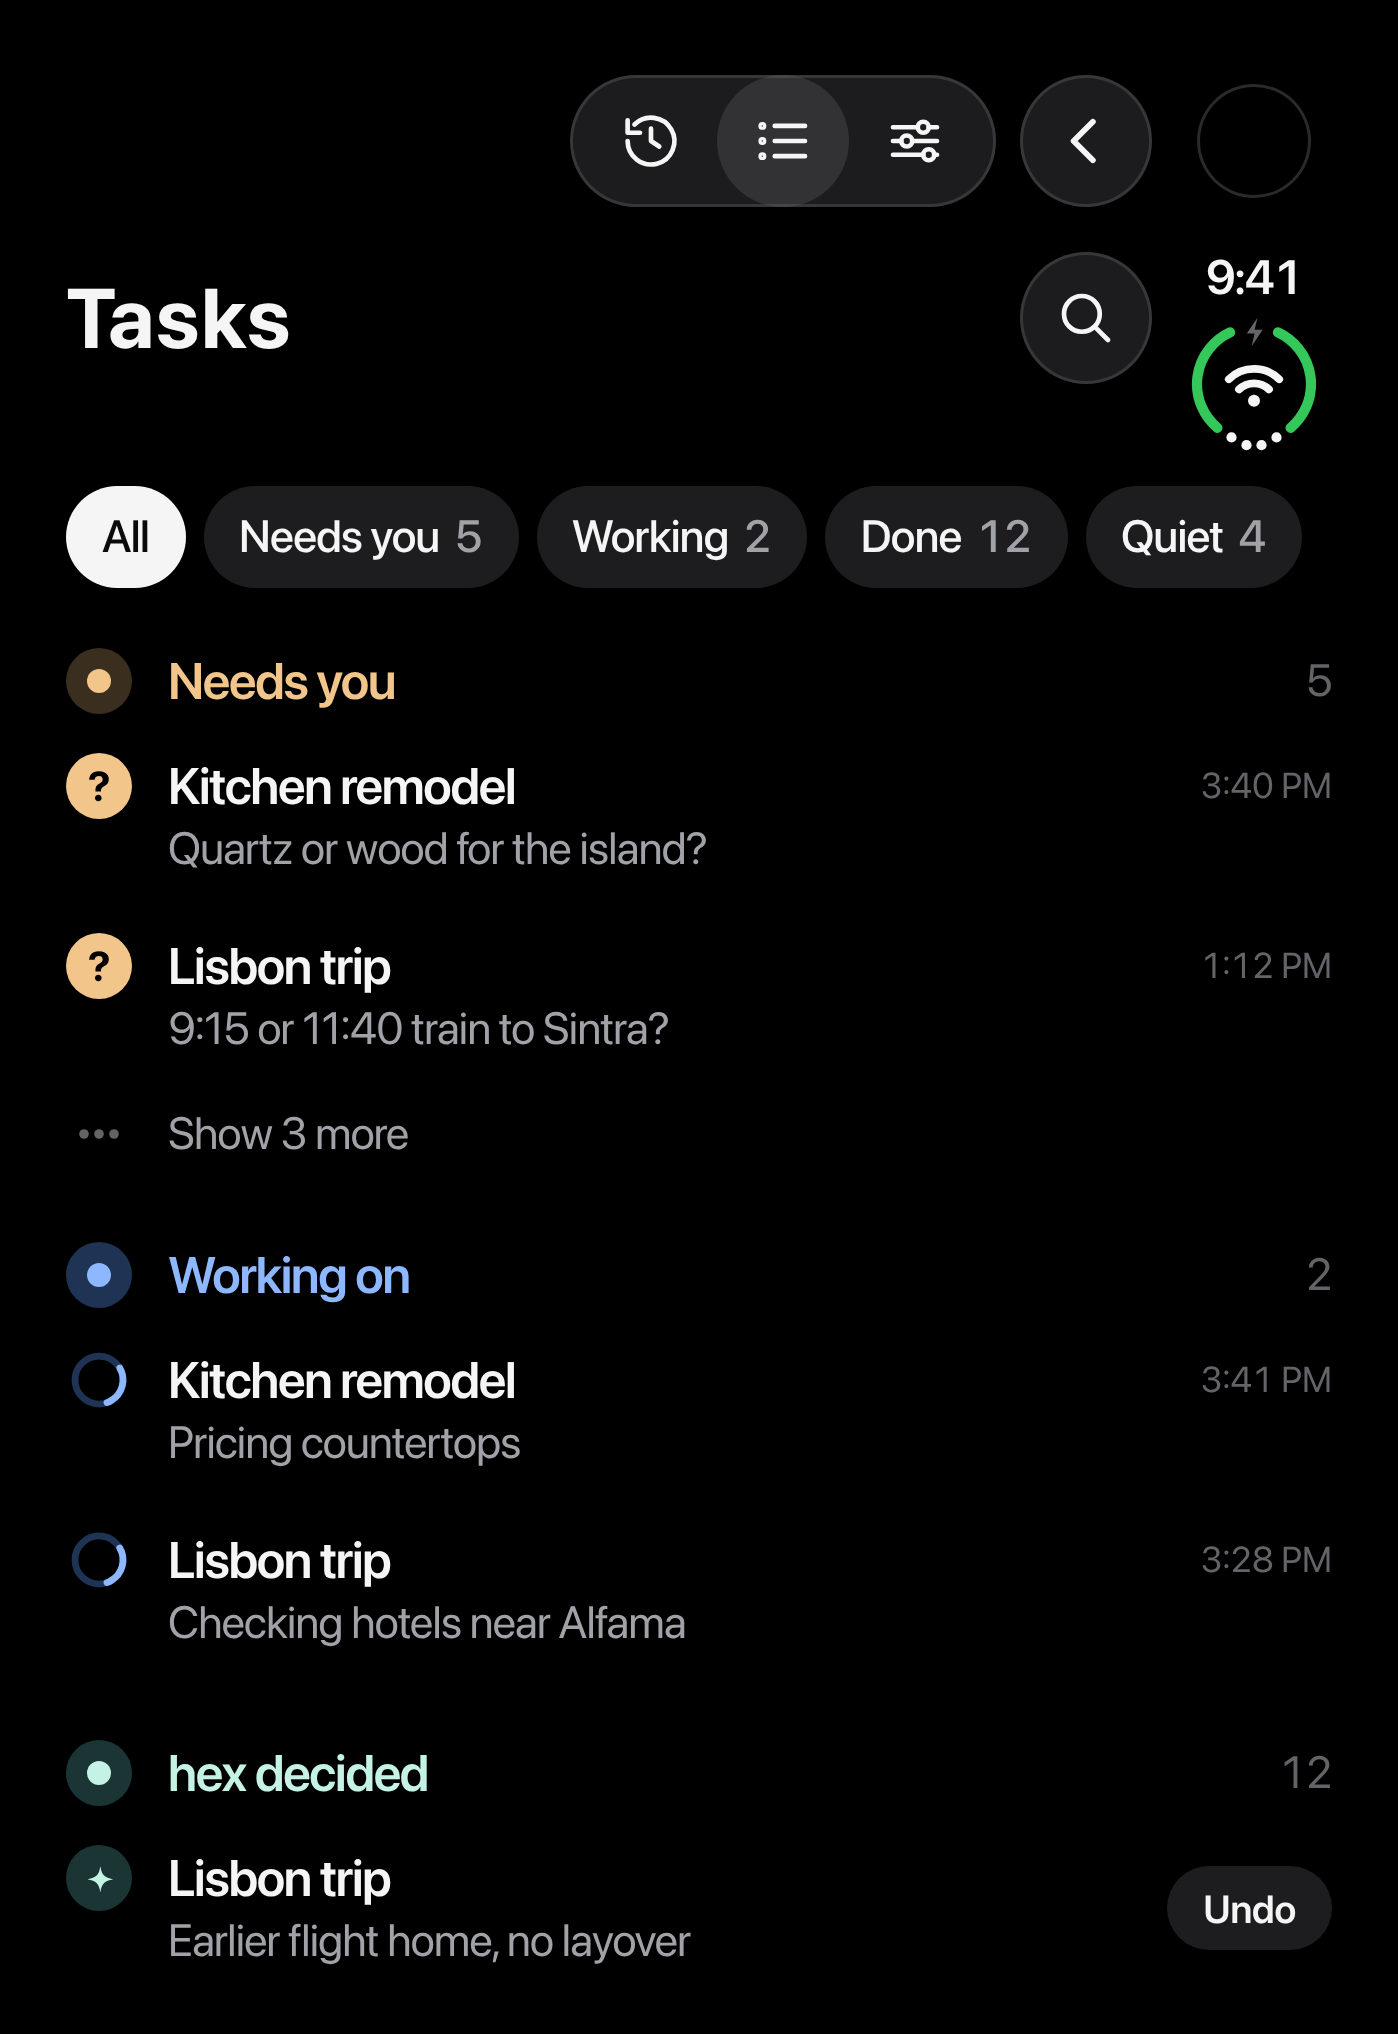 Tasks
9:41
All
Needs you 5
Working 2
Done 12
Quiet 4
Needs you 5
? Kitchen remodel 3:40 PM
Quartz or wood for the island?
? Lisbon trip 1:12 PM
9:15 or 11:40 train to Sintra?
Show 3 more
Working on 2
Kitchen remodel 3:41 PM
Pricing countertops
Lisbon trip 3:28 PM
Checking hotels near Alfama
hex decided 12
Lisbon trip
Earlier flight home, no layover
Undo